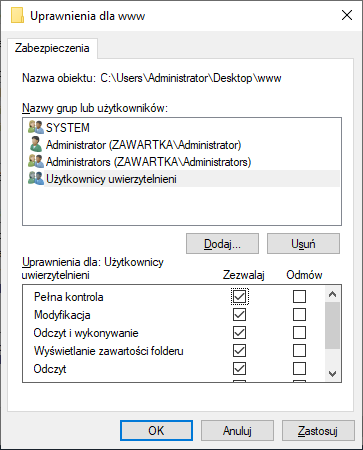 Uprawnienia dla www
Zabezpieczenia
Nazwa obiektu: C:\Users\Administrator\Desktop\www
Nazwy grup lub użytkowników:
SYSTEM
Administrator (ZAWARTKA\Administrator)
Administrators (ZAWARTKA\Administrators)
Użytkownicy uwierzytelnieni
Dodaj... Usuń
Uprawnienia dla: Użytkownicy
uwierzytelnieni Zezwalaj Odmów
Pełna kontrola
Modyfikacja
Odczyt i wykonywanie
Wyświetlanie zawartości folderu
Odczyt
OK Anuluj Zastosuj